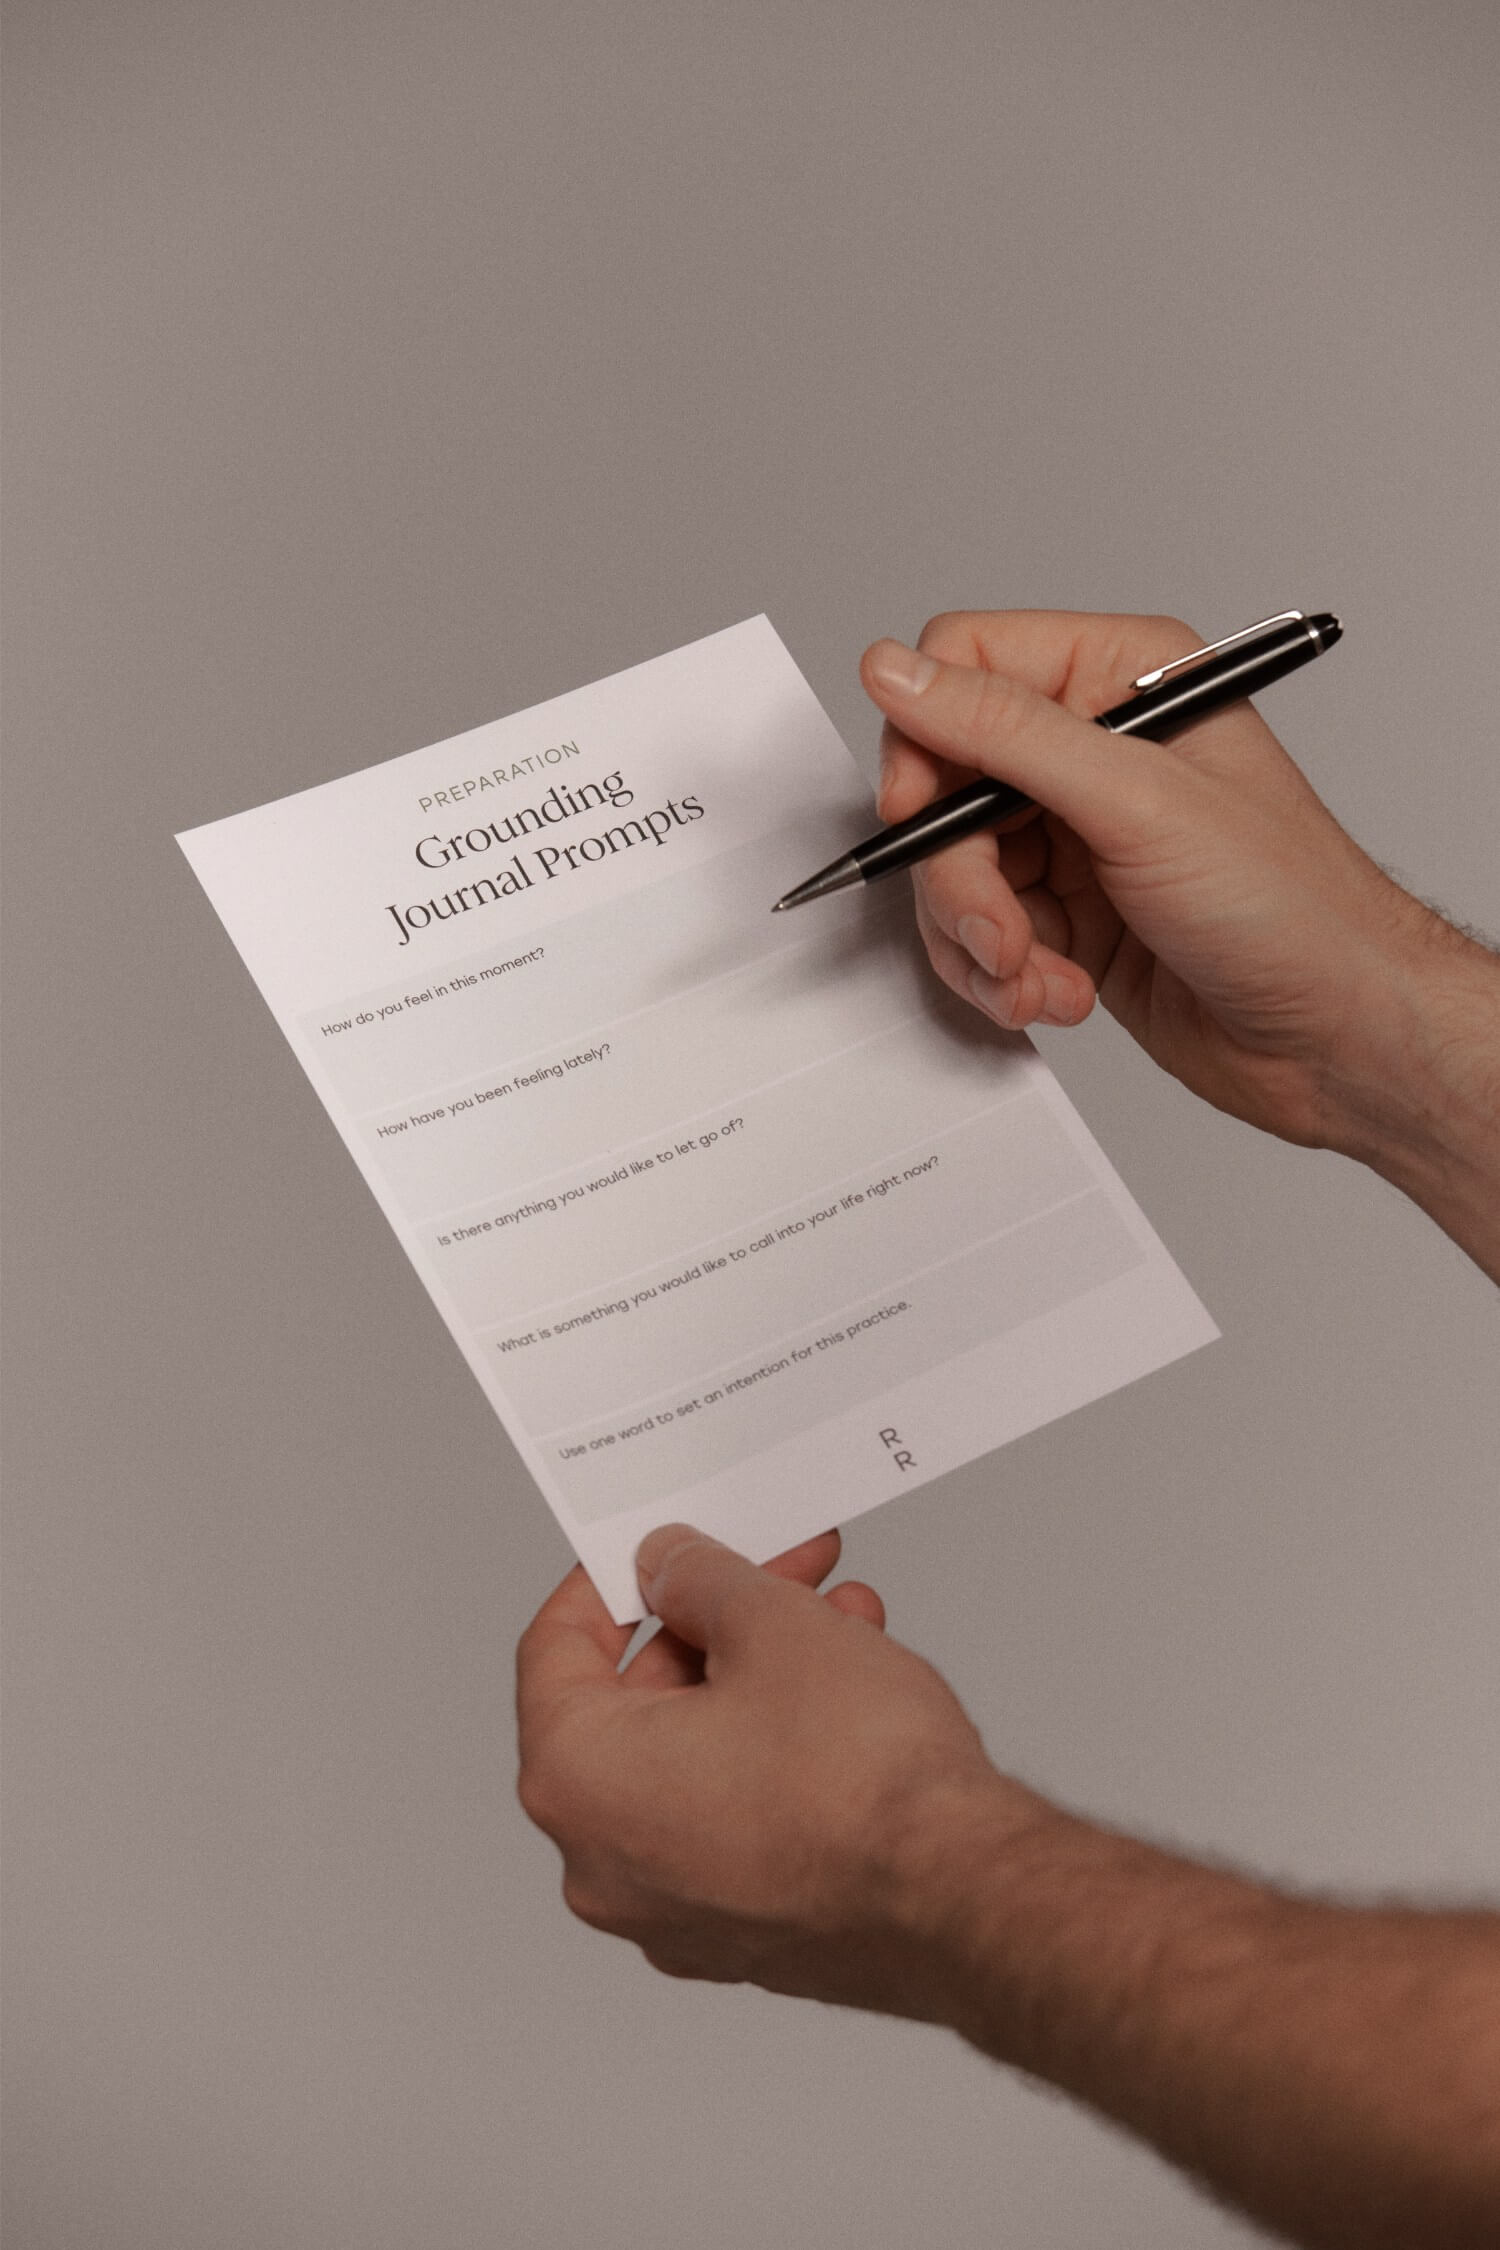 PREPARATION
Grounding
Journal Prompts
How do you feel in this moment?
How have you been feeling lately?
Is there anything you would like to let go of?
What is something you would like to call into your life right now?
Use one word to set an intention for this practice.
R
R